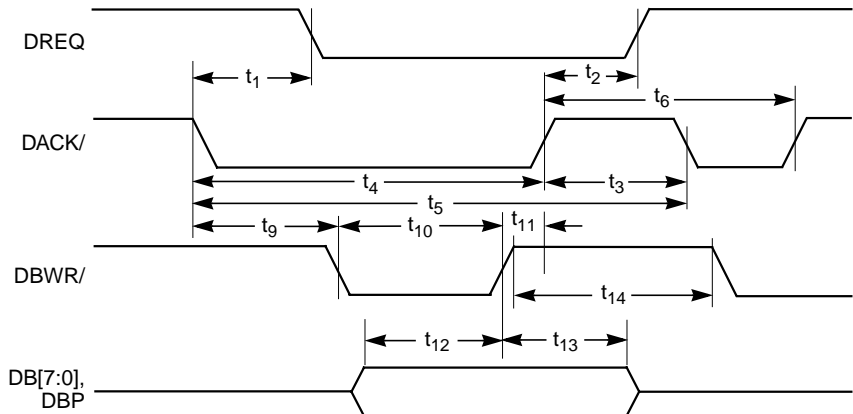 DREQ
t1
t2
t6
DACK/
t4
t3
t5
t9
t10
t11
DBWR/
t14
t12
t13
DB[7:0],
DBP